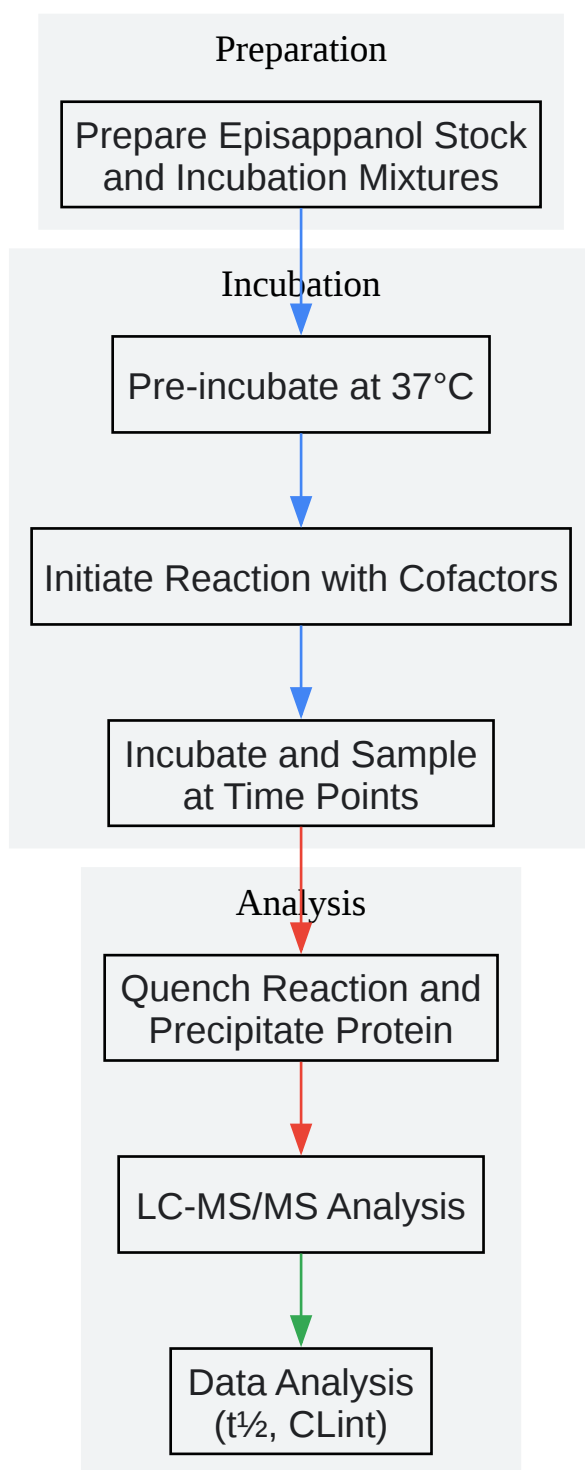 Preparation
Prepare Episappanol Stock
and Incubation Mixtures
Incubation
Pre-incubate at 37°C
Initiate Reaction with Cofactors
Incubate and Sample
at Time Points
Analysis
Quench Reaction and
Precipitate Protein
LC-MS/MS Analysis
Data Analysis
(t½, CLint)